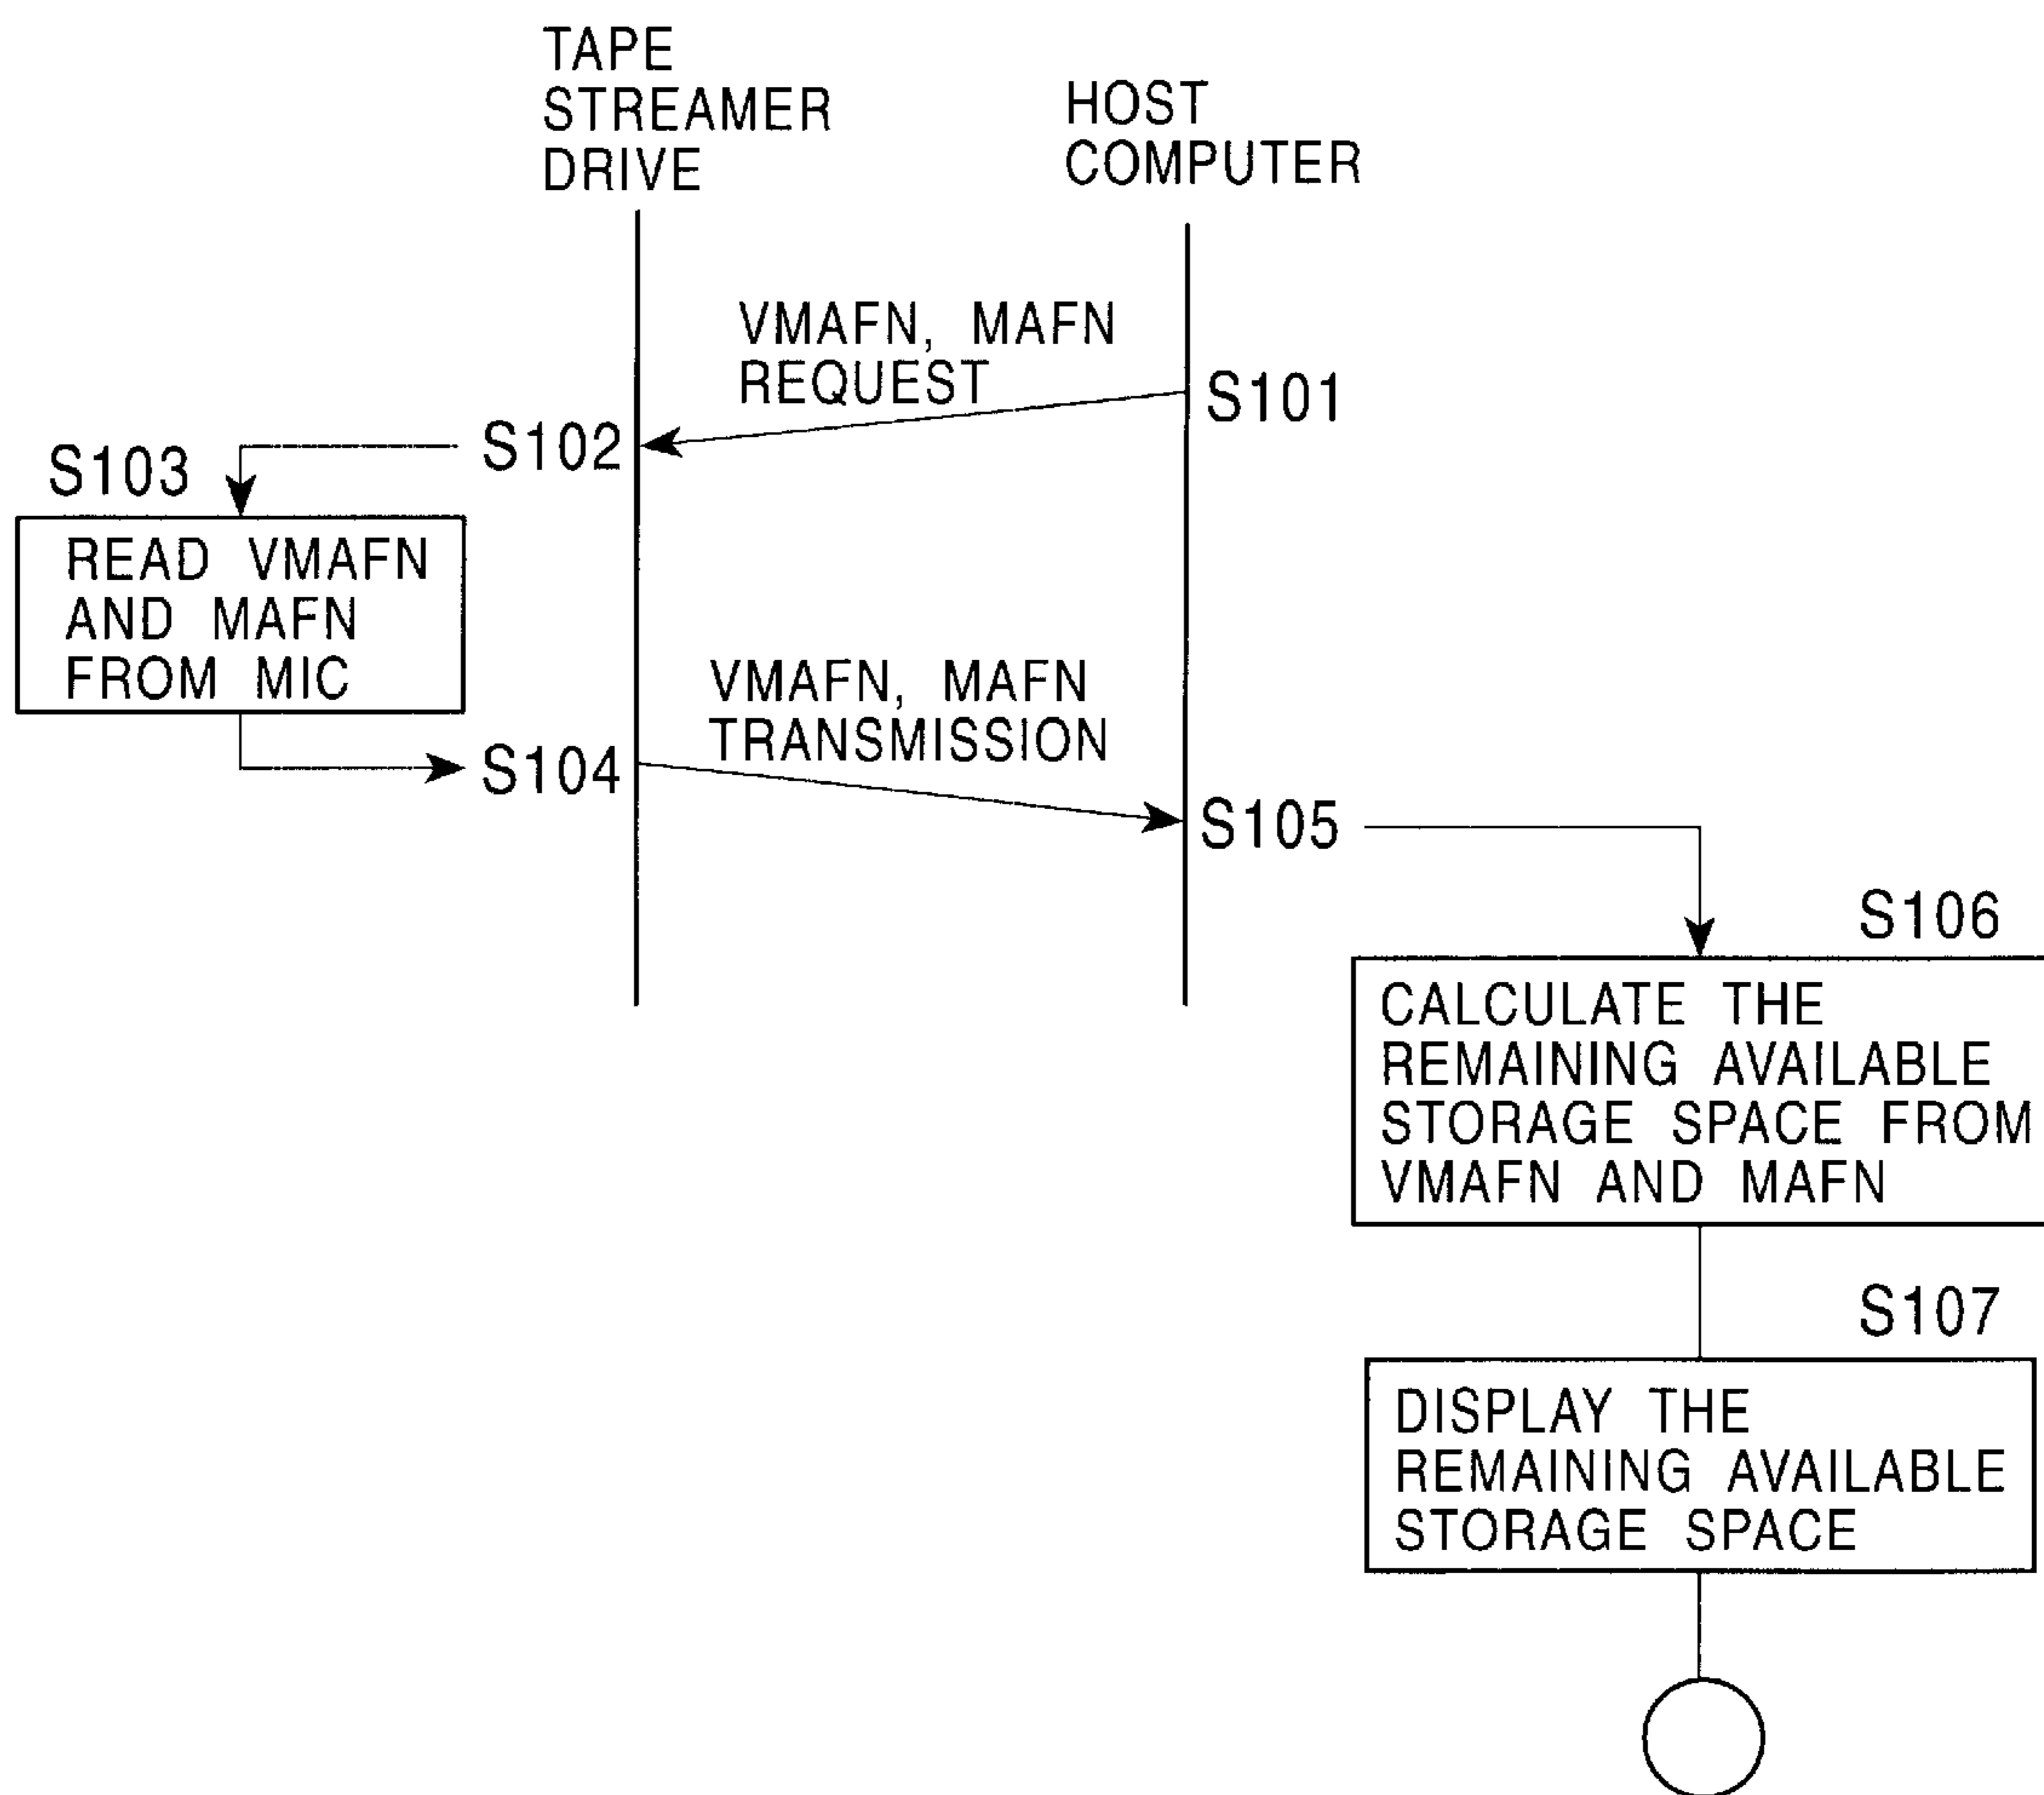 TAPE
STREAMER
DRIVE
HOST
COMPUTER
VMAFN, MAFN
REQUEST
S101
S102
S103
READ VMAFN
AND MAFN
FROM MIC
VMAFN, MAFN
TRANSMISSION
S104
S105
S106
CALCULATE THE
REMAINING AVAILABLE
STORAGE SPACE FROM
VMAFN AND MAFN
S107
DISPLAY THE
REMAINING AVAILABLE
STORAGE SPACE